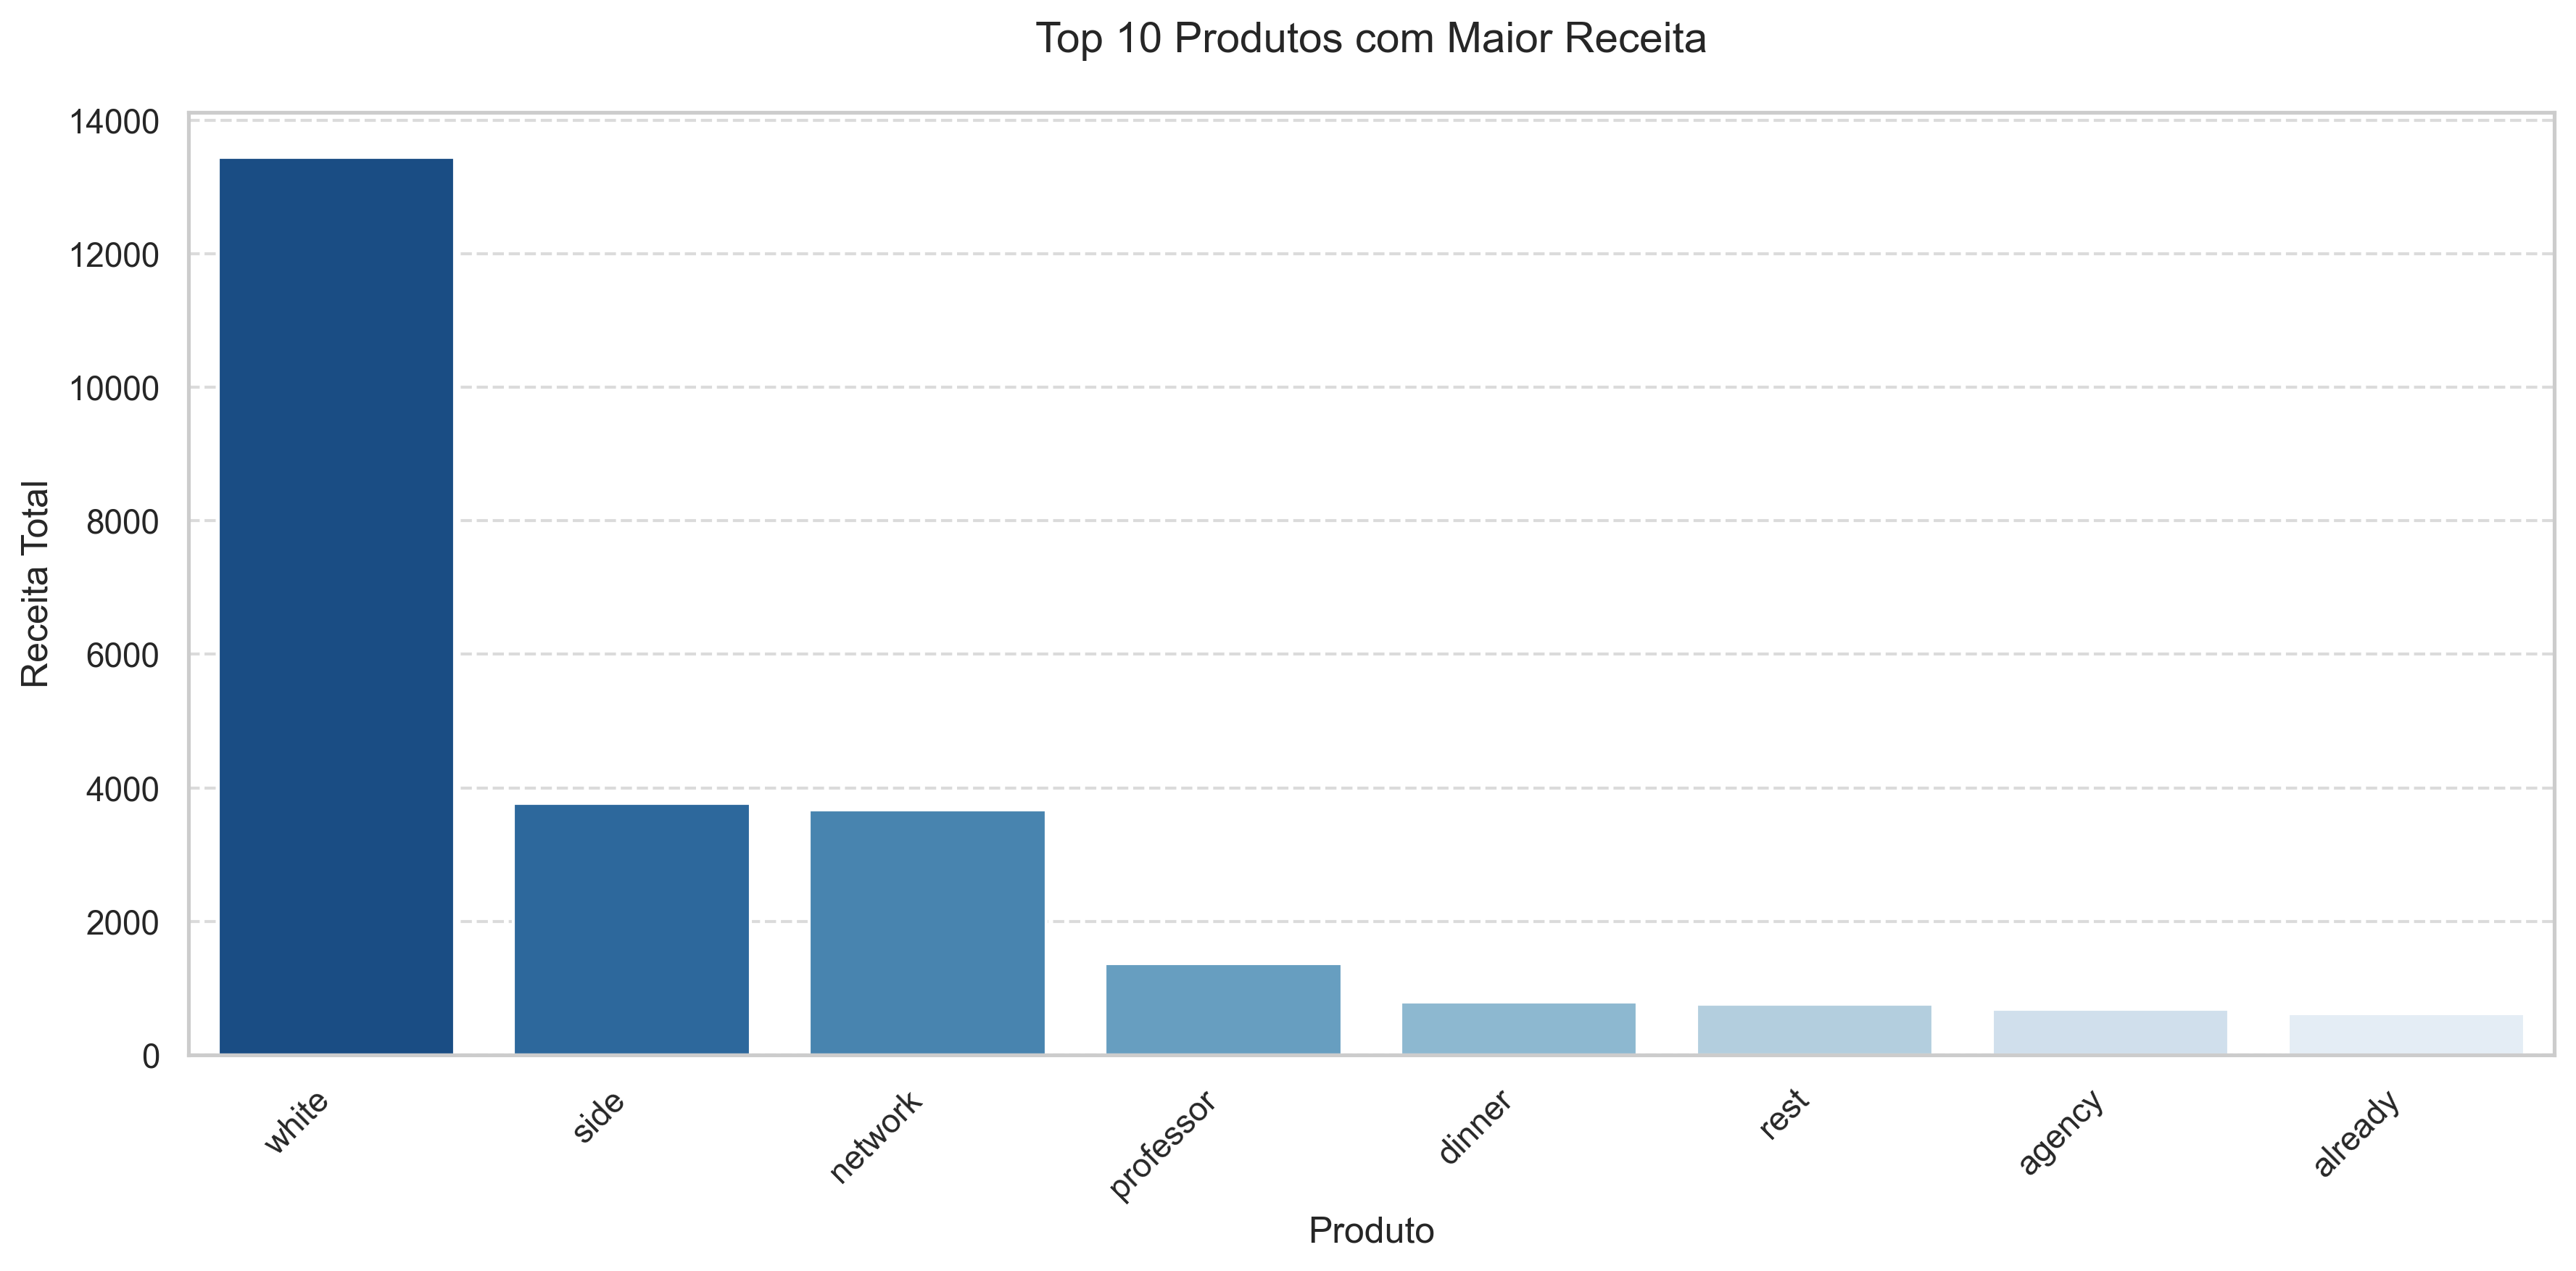 Top 10 Produtos com Maior Receita
14000
12000
10000
8000
6000
4000
2000
0
Receita Total
white
side
network
professor
dinner
rest
agency
already
Produto